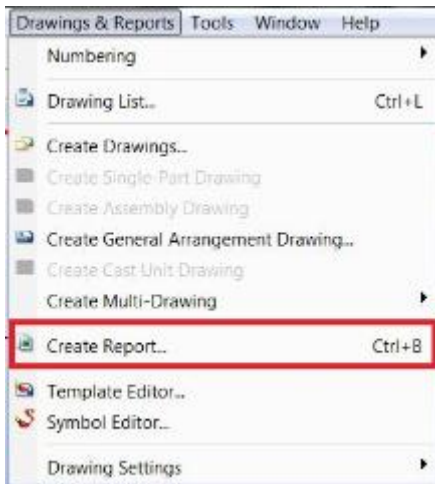 Drawings & Reports Tools Window Help
Numbering
Drawing List... Ctrl+L
Create Drawings...
Create Single-Part Drawing
Create Assembly Drawing
Create General Arrangement Drawing...
Create Cast Unit Drawing
Create Multi-Drawing
Create Report... Ctrl+B
Template Editor...
Symbol Editor...
Drawing Settings